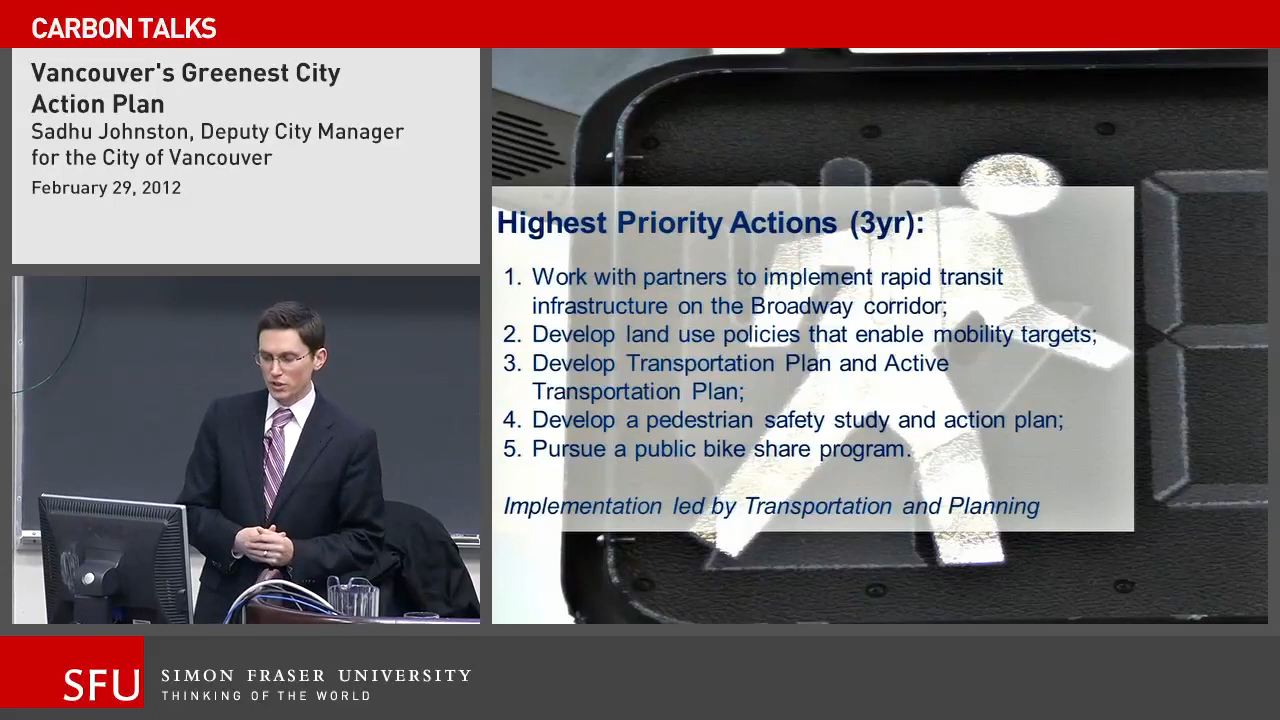 CARBON TALKS
Vancouver's Greenest City
Action Plan
Sadhu Johnston, Deputy City Manager
for the City of Vancouver
February 29, 2012
Highest Priority Actions (3yr):
1. Work with partners to implement rapid transit
infrastructure on the Broadway corridor;
2. Develop land use policies that enable mobility targets;
3. Develop Transportation Plan and Active
Transportation Plan;
4. Develop a pedestrian safety study and action plan;
5. Pursue a public bike share program.
Implementation led by Transportation and Planning
SFU
SIMON FRASER UNIVERSITY
THINKING OF THE WORLD